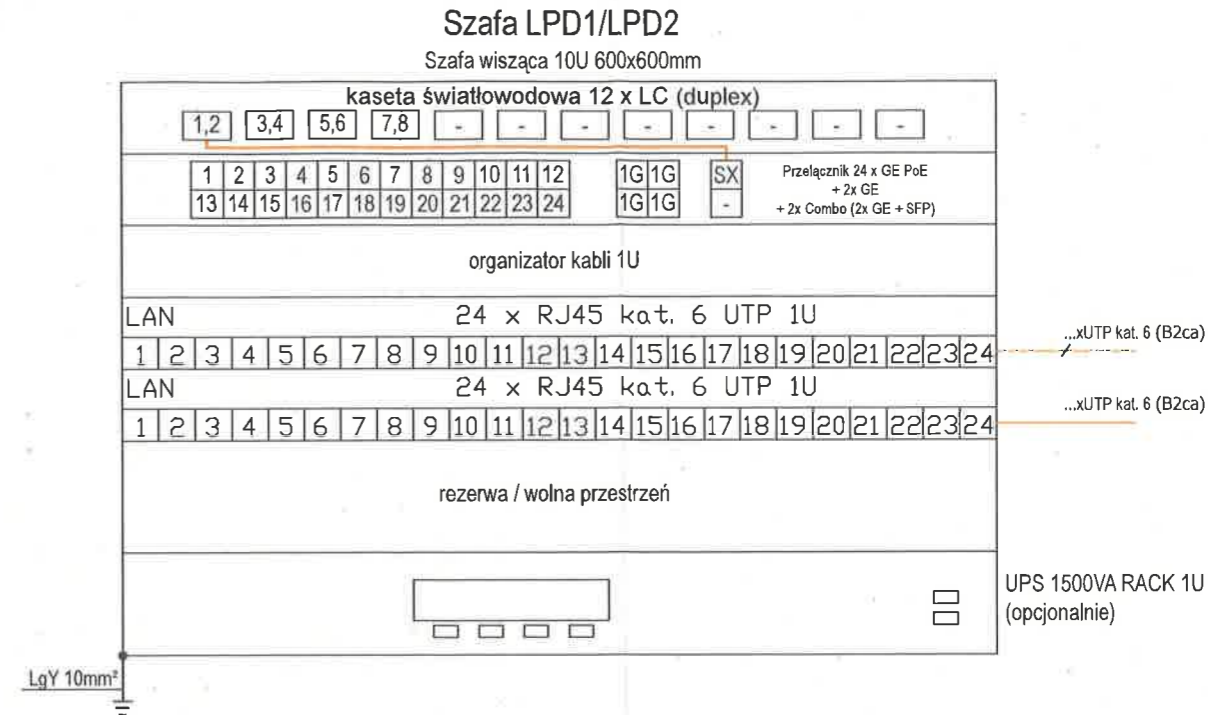 Szafa LPD1/LPD2
Szafa wisząca 10U 600x600mm
kaseta światłowodowa 12 x LC (duplex)
1,2 3,4 5,6 7,8 - - - - - - - -
1 2 3 4 5 6 7 8 9 10 11 12 1G 1G SX
13 14 15 16 17 18 19 20 21 22 23 24 1G 1G -
Przełącznik 24 x GE PoE
+ 2x GE
+ 2x Combo (2x GE + SFP)
organizator kabli 1U
LAN 24 x RJ45 kat. 6 UTP 1U
1 2 3 4 5 6 7 8 9 10 11 12 13 14 15 16 17 18 19 20 21 22 23 24
...xUTP kat. 6 (B2ca)
LAN 24 x RJ45 kat. 6 UTP 1U
1 2 3 4 5 6 7 8 9 10 11 12 13 14 15 16 17 18 19 20 21 22 23 24
...xUTP kat. 6 (B2ca)
rezerwa / wolna przestrzeń
UPS 1500VA RACK 1U
(opcjonalnie)
LgY 10mm²